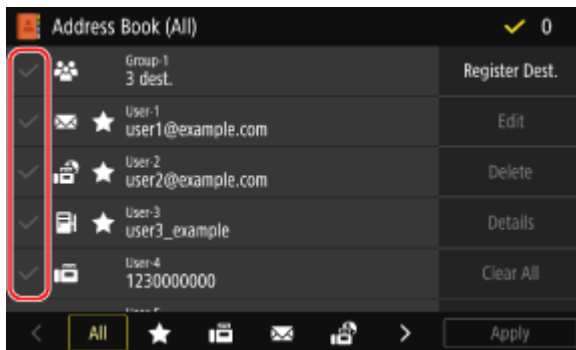 Address Book (All)
0
Group-1
3 dest.
Register Dest.
User-1
user1@example.com
Edit
User-2
user2@example.com
Delete
User-3
user3_example
Details
User-4
1230000000
Clear All
All
Apply